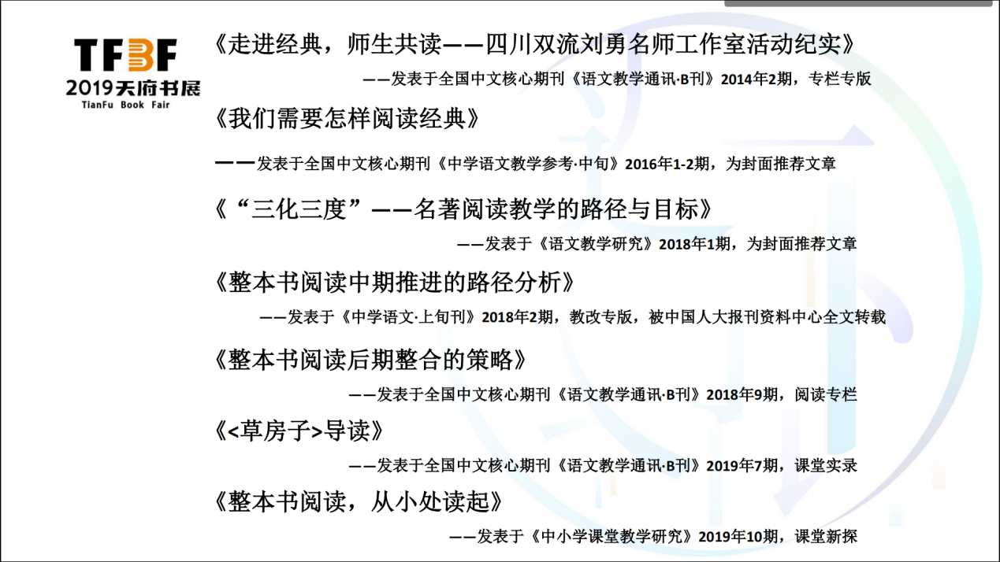 TFBF
2019天府书展
TianFu Book Fair
《走进经典，师生共读——四川双流刘勇名师工作室活动纪实》
——发表于全国中文核心期刊《语文教学通讯·B刊》2014年2期，专栏专版
《我们需要怎样阅读经典》
——发表于全国中文核心期刊《中学语文教学参考·中旬》2016年1-2期，为封面推荐文章
《“三化三度”——名著阅读教学的路径与目标》
——发表于《语文教学研究》2018年1期，为封面推荐文章
《整本书阅读中期推进的路径分析》
——发表于《中学语文·上旬刊》2018年2期，教改专版，被中国人大报刊资料中心全文转载
《整本书阅读后期整合的策略》
——发表于全国中文核心期刊《语文教学通讯·B刊》2018年9期，阅读专栏
《<草房子>导读》
——发表于全国中文核心期刊《语文教学通讯·B刊》2019年7期，课堂实录
《整本书阅读，从小处读起》
——发表于《中小学课堂教学研究》2019年10期，课堂新探